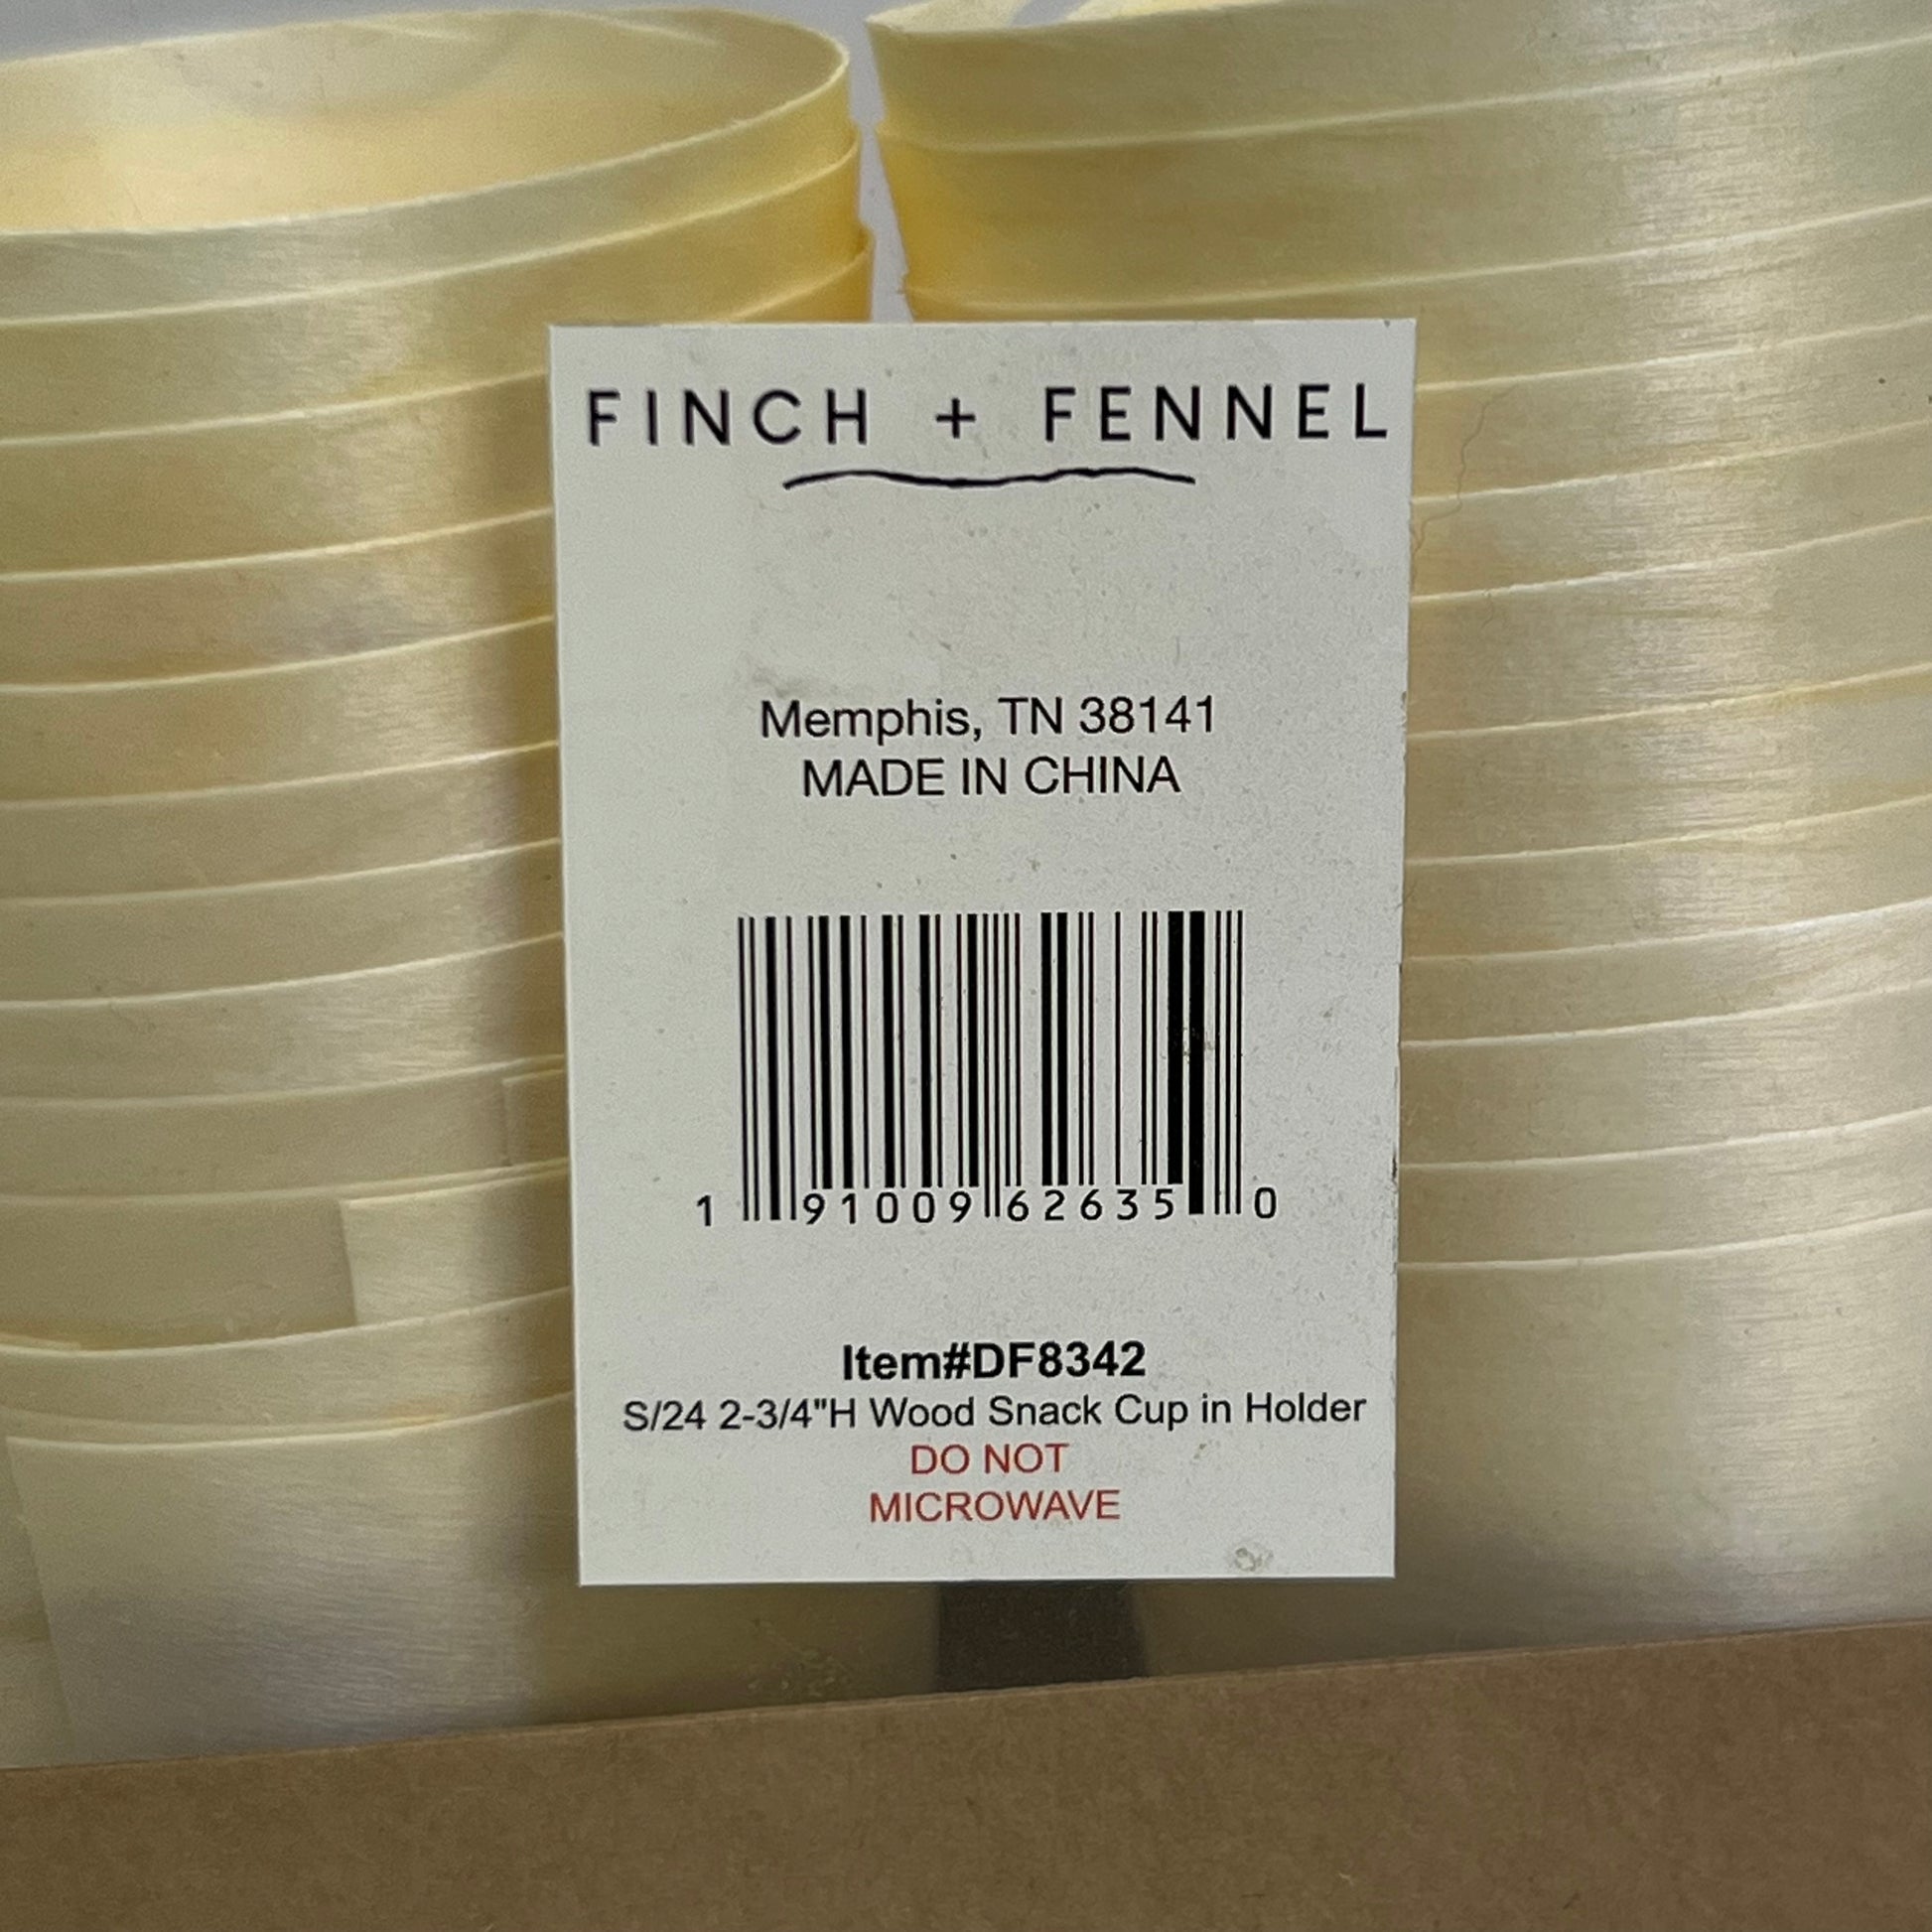 FINCH + FENNEL
Memphis, TN 38141
MADE IN CHINA
1 91009 62635 0
Item#DF8342
S/24 2-3/4"H Wood Snack Cup in Holder
DO NOT
MICROWAVE